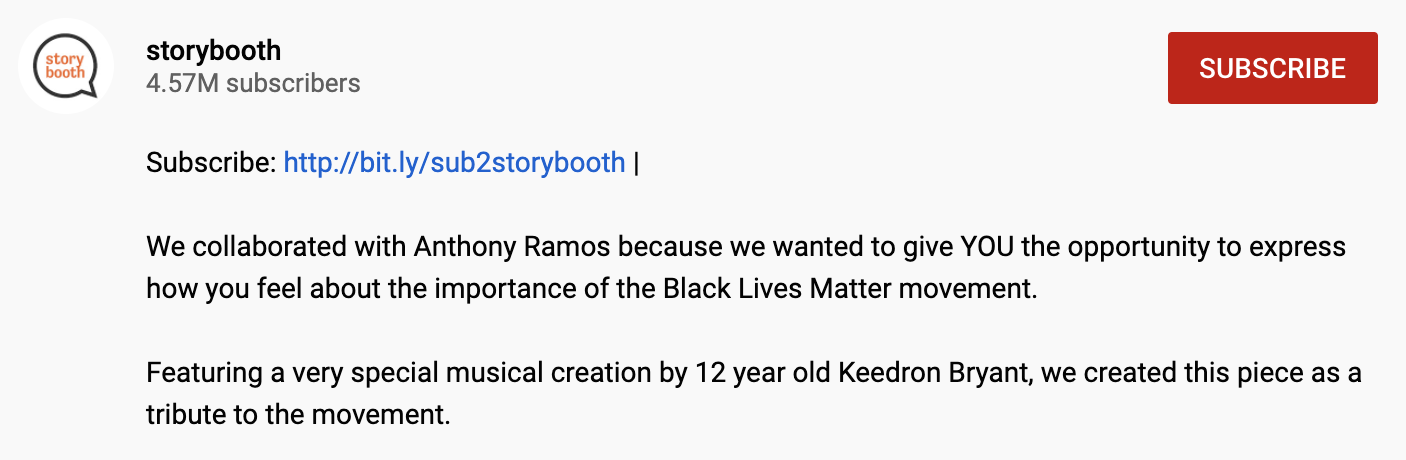 story
booth
storybooth
4.57M subscribers
SUBSCRIBE
Subscribe: http://bit.ly/sub2storybooth |
We collaborated with Anthony Ramos because we wanted to give YOU the opportunity to express
how you feel about the importance of the Black Lives Matter movement.
Featuring a very special musical creation by 12 year old Keedron Bryant, we created this piece as a
tribute to the movement.